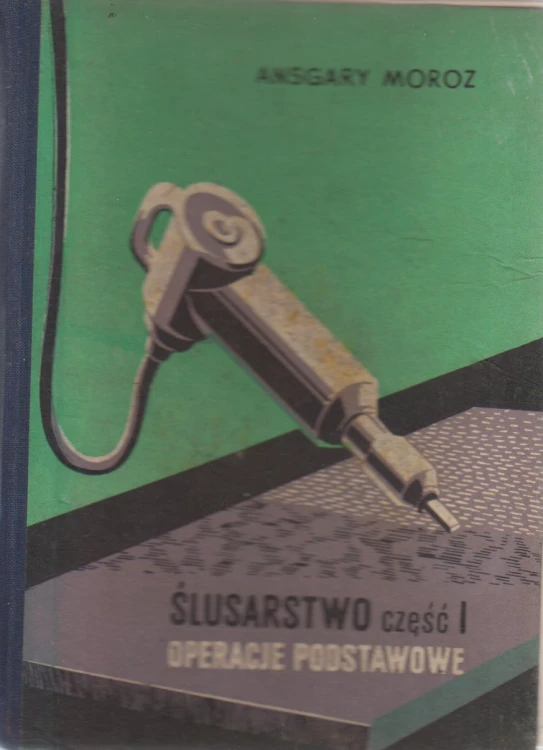 ANSGARY MOROZ
ŚLUSARSTWO część I
OPERACJE PODSTAWOWE